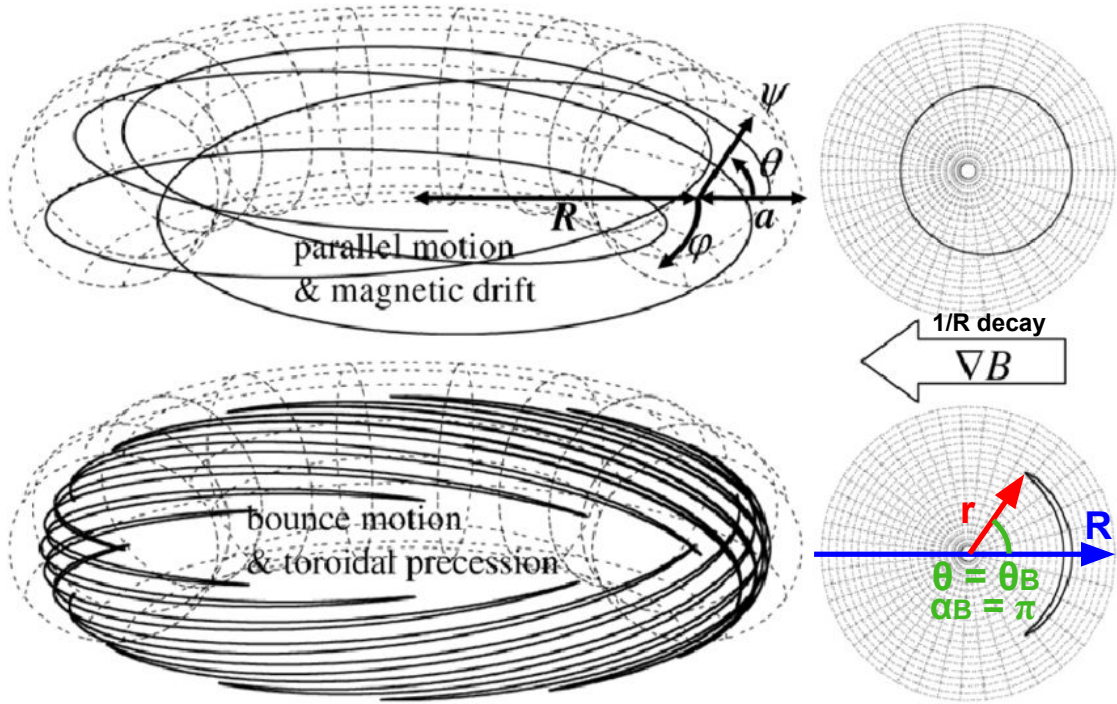 ψ
θ
R
a
φ
parallel motion
& magnetic drift
1/R decay
∇B
bounce motion
& toroidal precession
r
R
θ = θB
αB = π